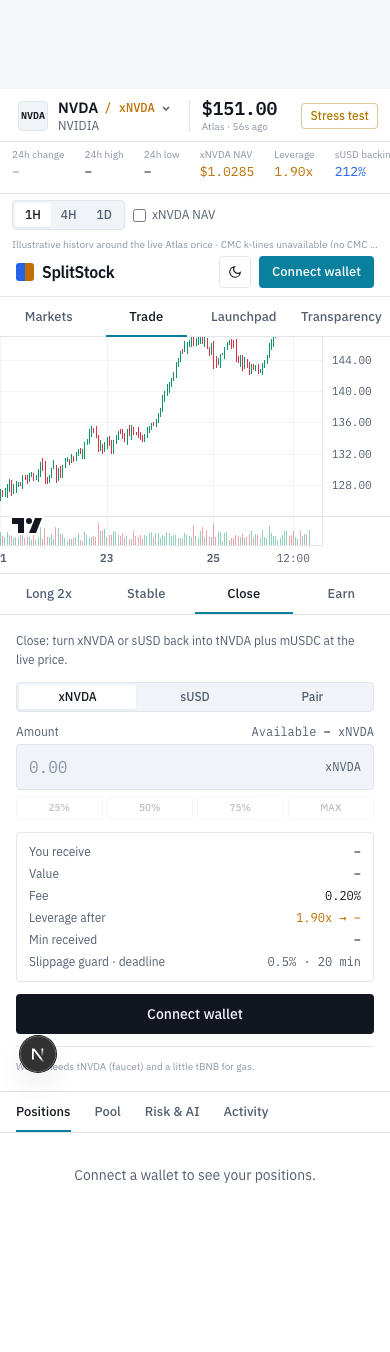 NVDA
NVDA / xNVDA
NVIDIA
$151.00
Atlas · 56s ago
Stress test
24h change
24h high
24h low
xNVDA NAV
Leverage
sUSD backin
–
–
–
$1.0285
1.90x
212%
1H
4H
1D
xNVDA NAV
Illustrative history around the live Atlas price · CMC k-lines unavailable (no CMC ...
SplitStock
Connect wallet
Markets
Trade
Launchpad
Transparency
144.00
140.00
136.00
132.00
128.00
1
23
25
12:00
Long 2x
Stable
Close
Earn
Close: turn xNVDA or sUSD back into tNVDA plus mUSDC at the
live price.
xNVDA
sUSD
Pair
Amount
Available – xNVDA
0.00
xNVDA
25%
50%
75%
MAX
You receive
–
Value
–
Fee
0.20%
Leverage after
1.90x → –
Min received
–
Slippage guard · deadline
0.5% · 20 min
Connect wallet
N
needs tNVDA (faucet) and a little tBNB for gas.
Positions
Pool
Risk & AI
Activity
Connect a wallet to see your positions.